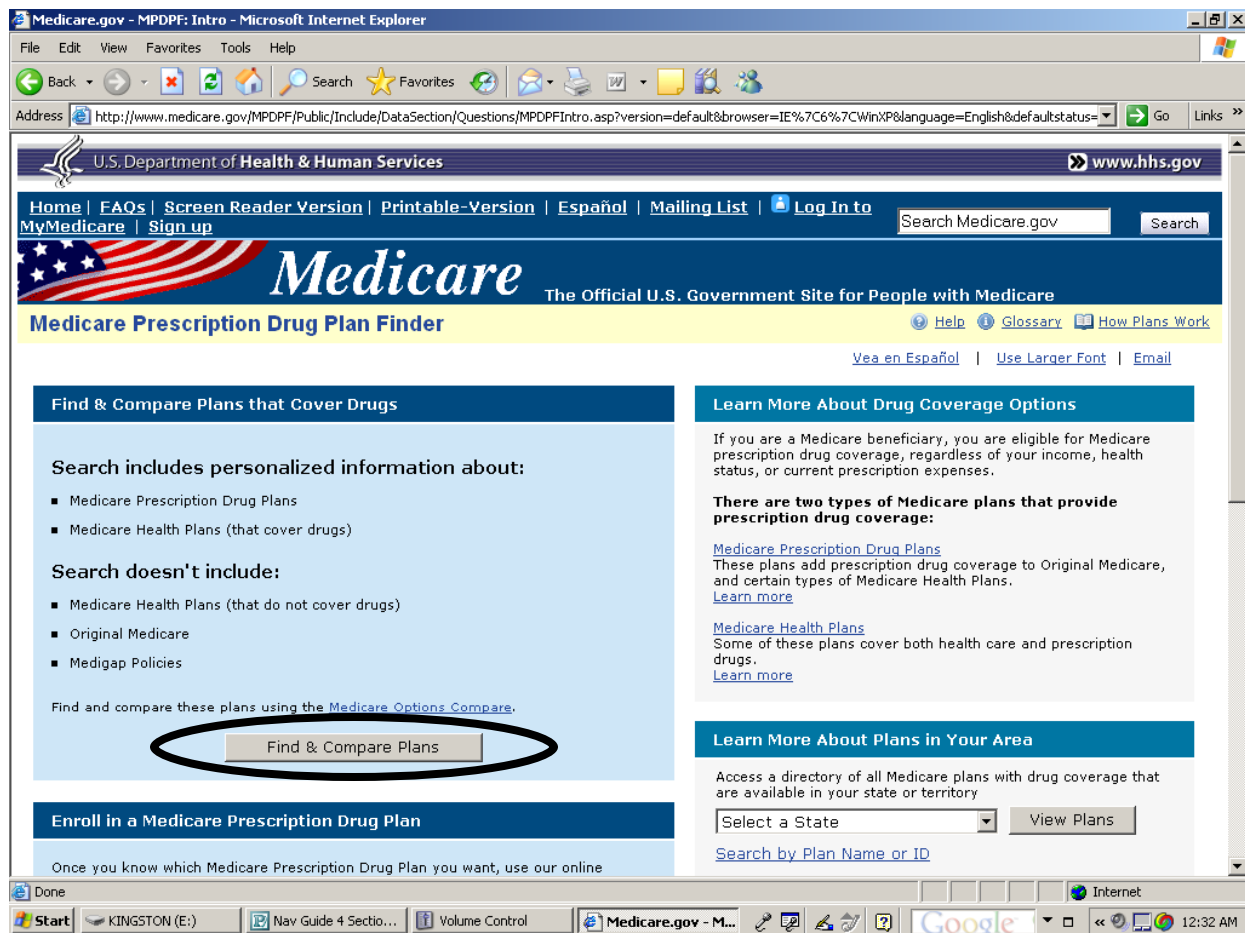 Medicare.gov - MPDPF: Intro - Microsoft Internet Explorer
File Edit View Favorites Tools Help
Back Search Favorites
Address http://www.medicare.gov/MPDPF/Public/Include/DataSection/Questions/MPDPFIntro.asp?version=default&browser=IE%7C6%7CWinXP&language=English&defaultstatus= Go Links »
U.S. Department of Health & Human Services www.hhs.gov
Home | FAQs | Screen Reader Version | Printable-Version | Español | Mailing List | Log In to
MyMedicare | Sign up
Search Medicare.gov Search
Medicare The Official U.S. Government Site for People with Medicare
Medicare Prescription Drug Plan Finder Help Glossary How Plans Work
Vea en Español | Use Larger Font | Email
Find & Compare Plans that Cover Drugs
Search includes personalized information about:
▪ Medicare Prescription Drug Plans
▪ Medicare Health Plans (that cover drugs)
Search doesn't include:
▪ Medicare Health Plans (that do not cover drugs)
▪ Original Medicare
▪ Medigap Policies
Find and compare these plans using the Medicare Options Compare.
Find & Compare Plans
Enroll in a Medicare Prescription Drug Plan
Once you know which Medicare Prescription Drug Plan you want, use our online
Learn More About Drug Coverage Options
If you are a Medicare beneficiary, you are eligible for Medicare
prescription drug coverage, regardless of your income, health
status, or current prescription expenses.
There are two types of Medicare plans that provide
prescription drug coverage:
Medicare Prescription Drug Plans
These plans add prescription drug coverage to Original Medicare,
and certain types of Medicare Health Plans.
Learn more
Medicare Health Plans
Some of these plans cover both health care and prescription
drugs.
Learn more
Learn More About Plans in Your Area
Access a directory of all Medicare plans with drug coverage that
are available in your state or territory
Select a State View Plans
Search by Plan Name or ID
Done Internet
Start KINGSTON (E:) Nav Guide 4 Sectio... Volume Control Medicare.gov - M... Google « 12:32 AM